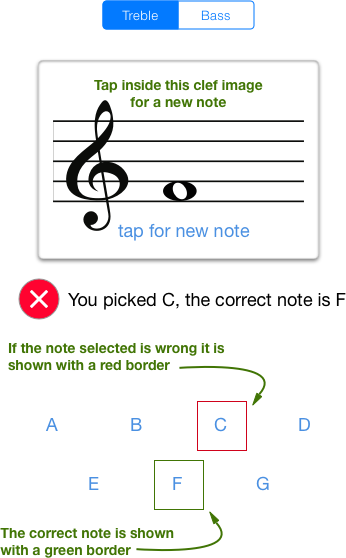 Treble Bass
Tap inside this clef image
for a new note
tap for new note
You picked C, the correct note is F
If the note selected is wrong it is
shown with a red border
A B C D
E F G
The correct note is shown
with a green border